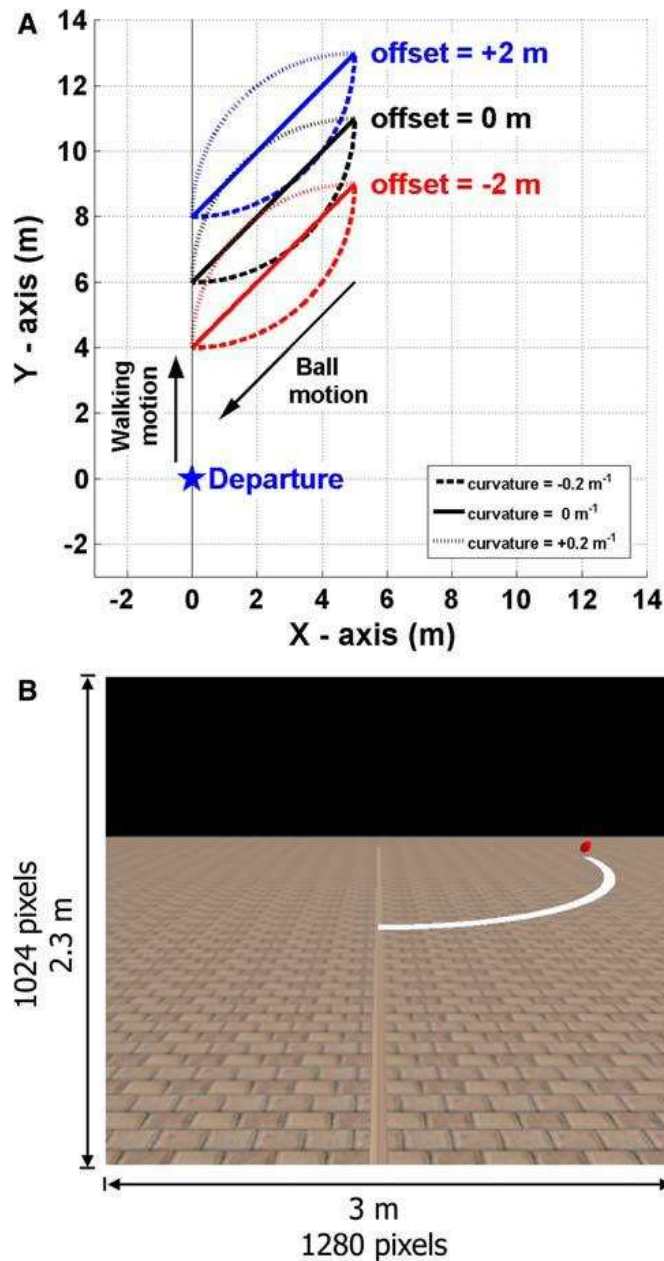 A
14
12
10
8
6
4
2
0
-2
Y - axis (m)
offset = +2 m
offset = 0 m
offset = -2 m
Ball
motion
Walking
motion
Departure
curvature = -0.2 m⁻¹
curvature = 0 m⁻¹
curvature = +0.2 m⁻¹
-2 0 2 4 6 8 10 12 14
X - axis (m)
B
1024 pixels
2.3 m
3 m
1280 pixels